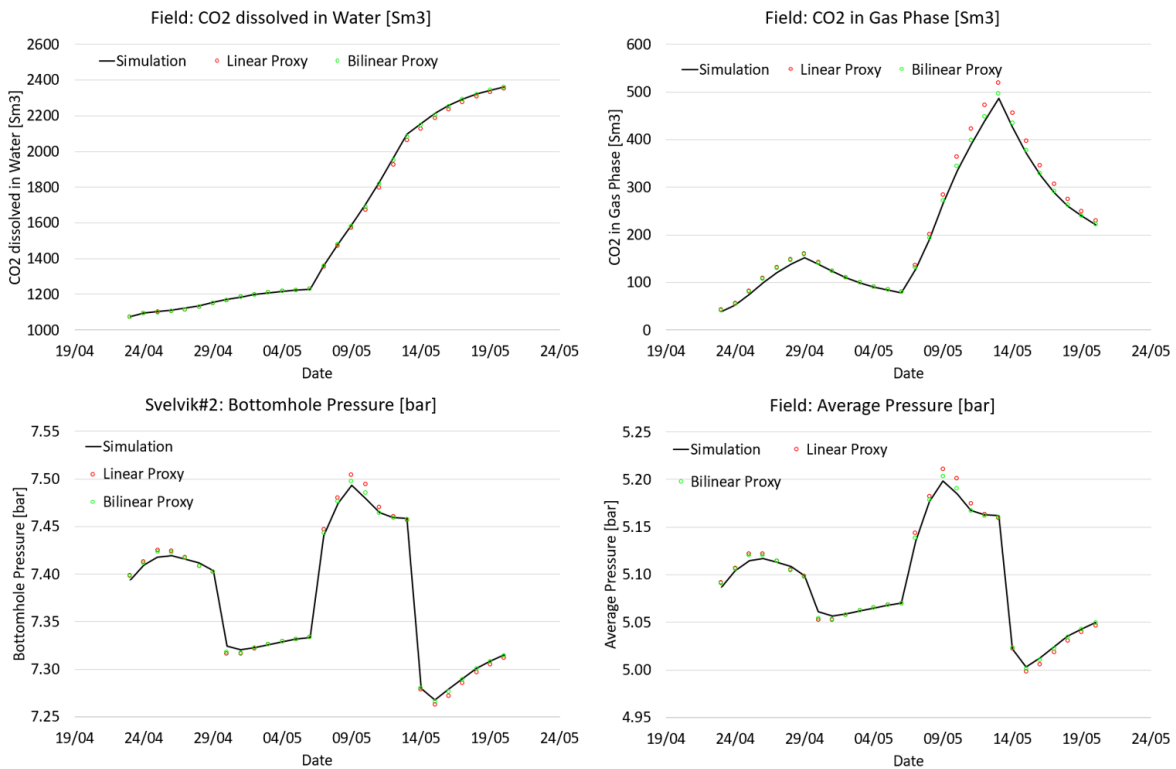 Field: CO2 dissolved in Water [Sm3]
2600
2400
2200
2000
1800
1600
1400
1200
1000
CO2 dissolved in Water [Sm3]
Simulation
Linear Proxy
Bilinear Proxy
19/04
24/04
29/04
04/05
09/05
14/05
19/05
24/05
Date
Field: CO2 in Gas Phase [Sm3]
600
500
400
300
200
100
0
CO2 in Gas Phase [Sm3]
Simulation
Linear Proxy
Bilinear Proxy
19/04
24/04
29/04
04/05
09/05
14/05
19/05
24/05
Date
Svelvik#2: Bottomhole Pressure [bar]
7.55
7.50
7.45
7.40
7.35
7.30
7.25
Bottomhole Pressure [bar]
Simulation
Linear Proxy
Bilinear Proxy
19/04
24/04
29/04
04/05
09/05
14/05
19/05
24/05
Date
Field: Average Pressure [bar]
5.25
5.20
5.15
5.10
5.05
5.00
4.95
Average Pressure [bar]
Simulation
Linear Proxy
Bilinear Proxy
19/04
24/04
29/04
04/05
09/05
14/05
19/05
24/05
Date